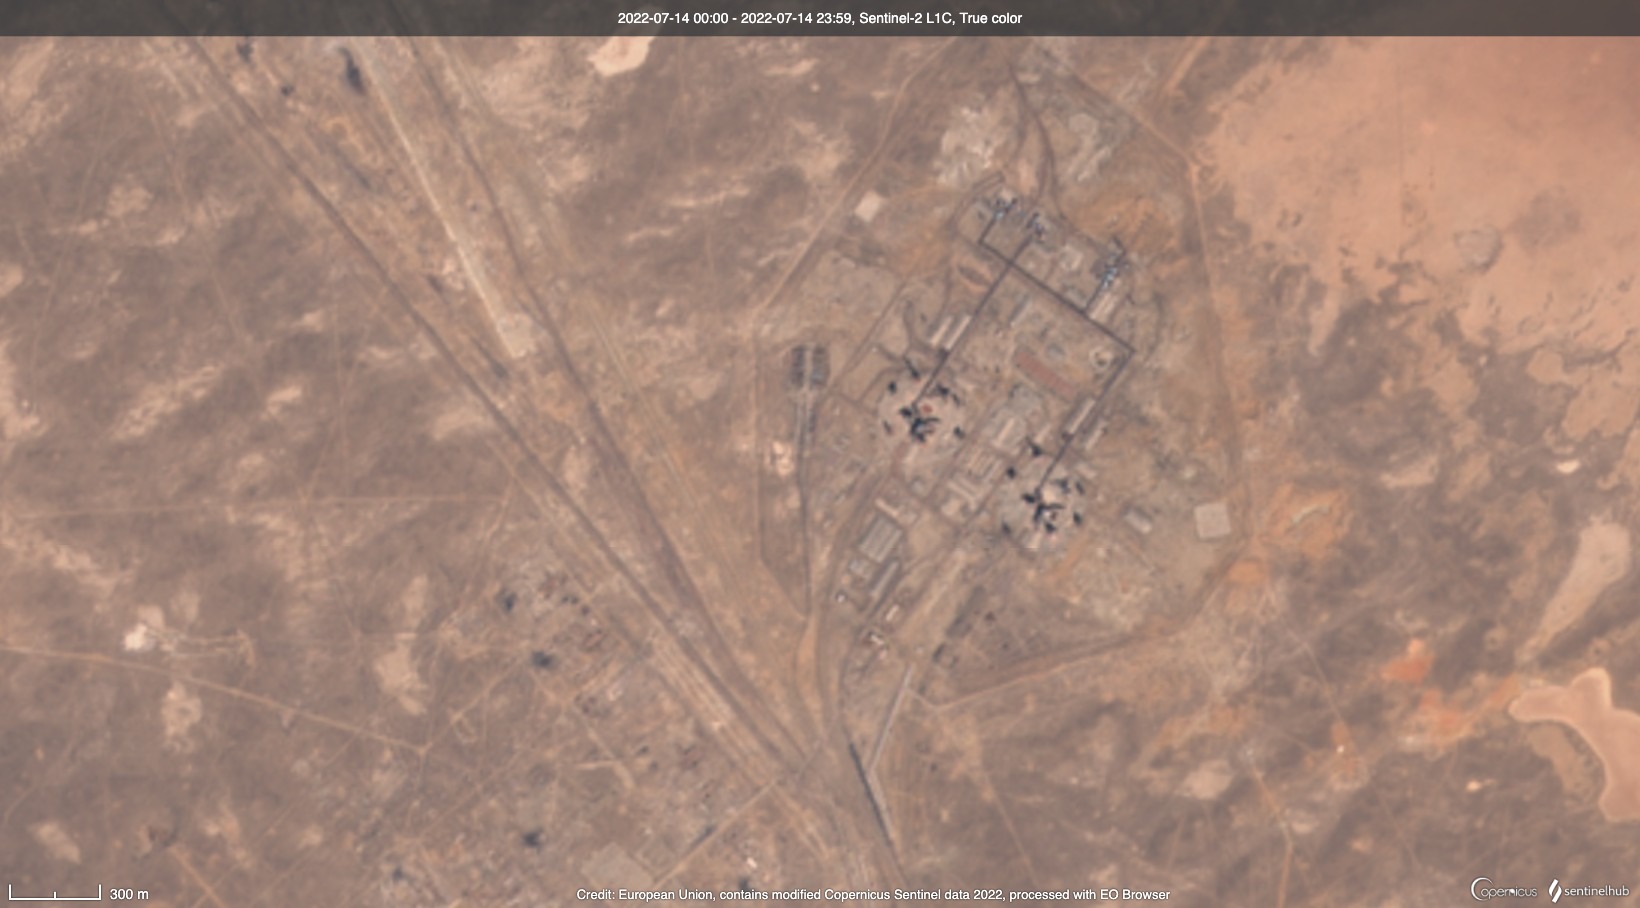 2022-07-14 00:00 - 2022-07-14 23:59, Sentinel-2 L1C, True color
300 m
Credit: European Union, contains modified Copernicus Sentinel data 2022, processed with EO Browser
opernicus
sentinelhub